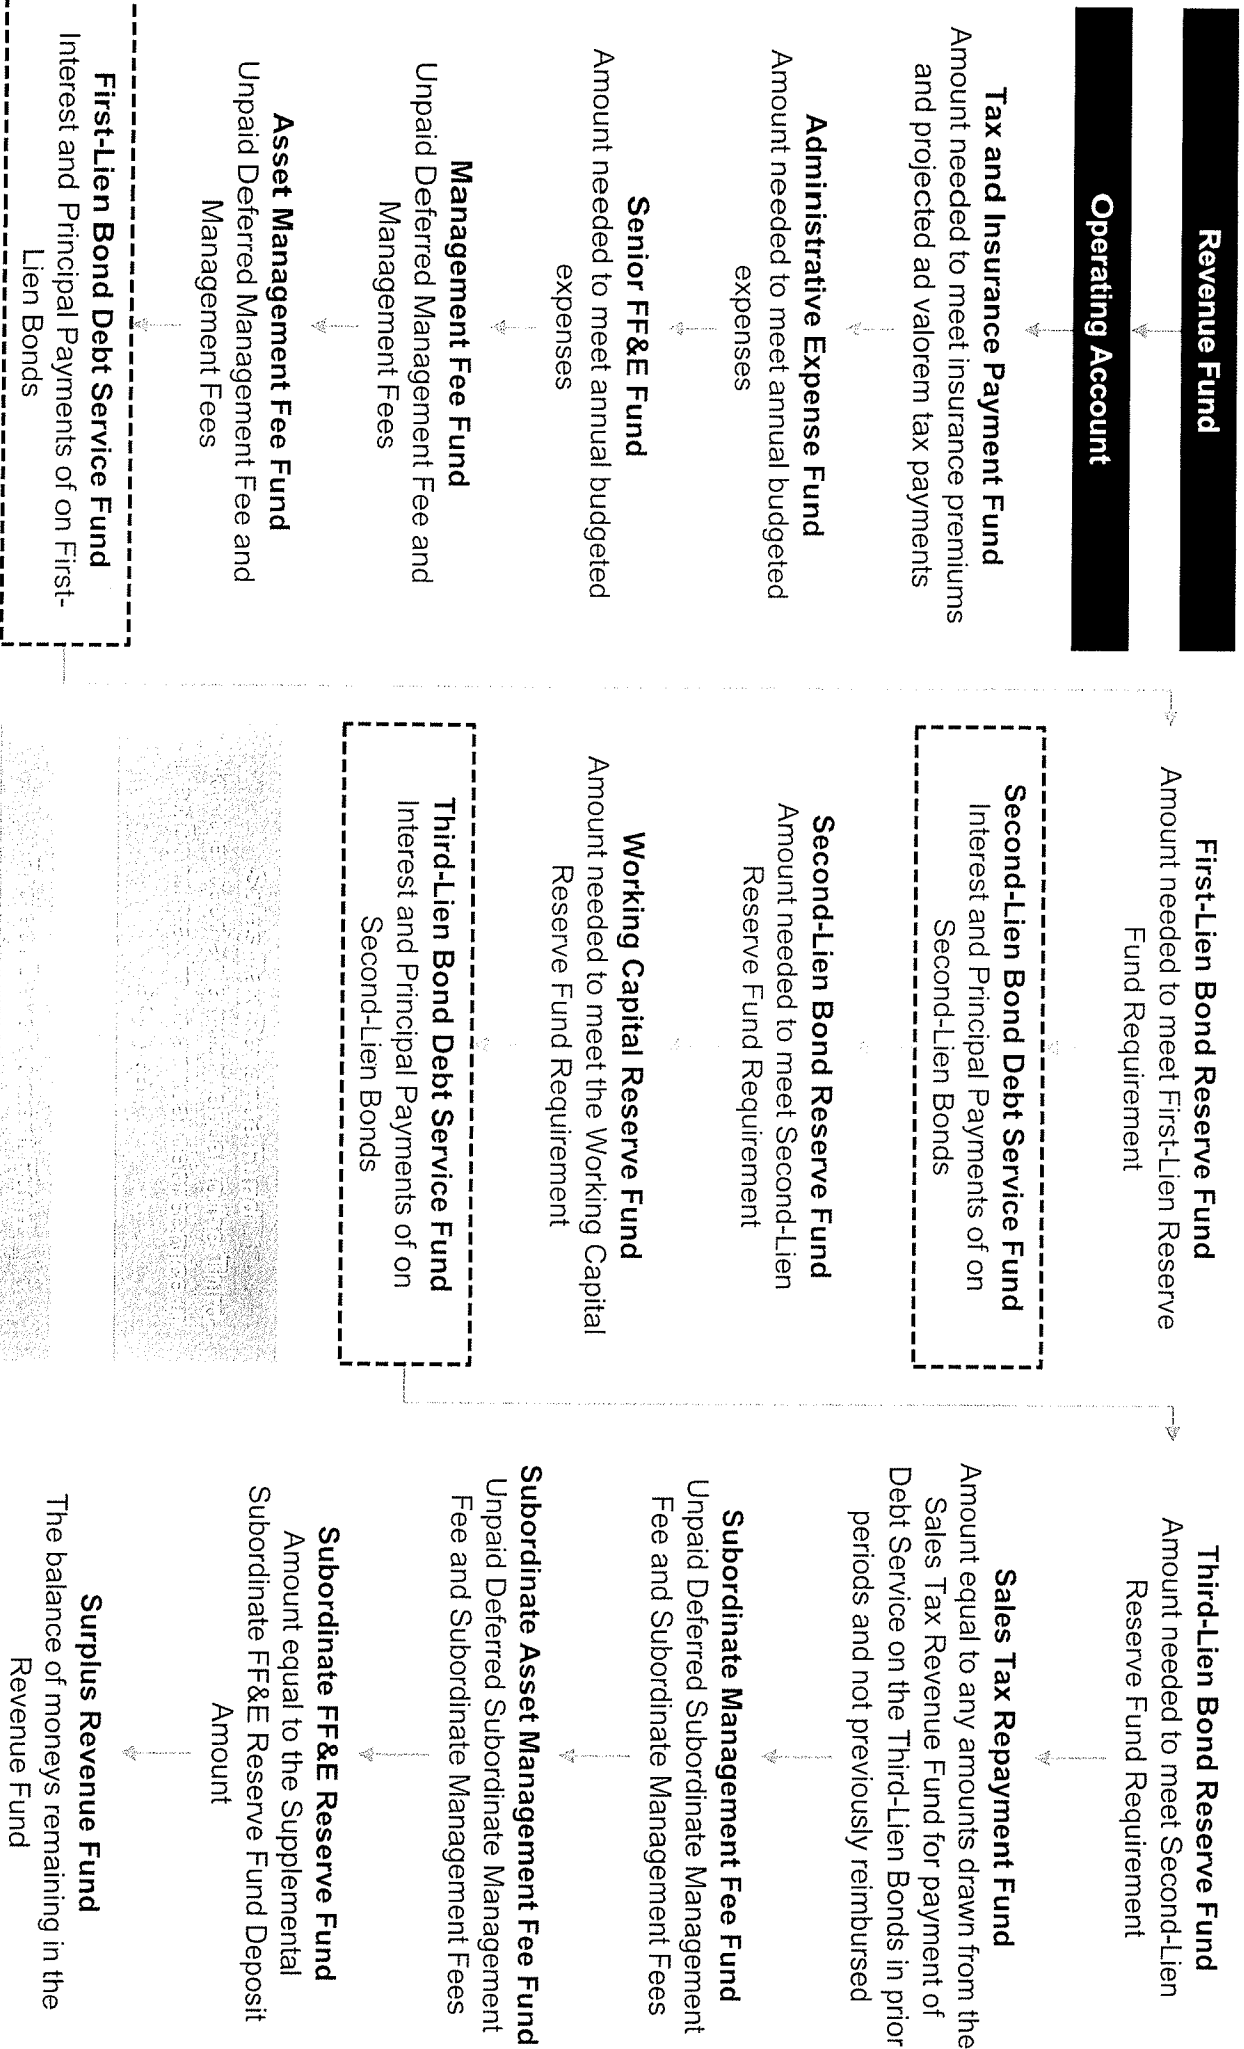 Revenue Fund
Operating Account
Tax and Insurance Payment Fund
Amount needed to meet insurance premiums
and projected ad valorem tax payments
Administrative Expense Fund
Amount needed to meet annual budgeted
expenses
Senior FF&E Fund
Amount needed to meet annual budgeted
expenses
Management Fee Fund
Unpaid Deferred Management Fee and
Management Fees
Asset Management Fee Fund
Unpaid Deferred Management Fee and
Management Fees
First-Lien Bond Debt Service Fund
Interest and Principal Payments of on First-
Lien Bonds
First-Lien Bond Reserve Fund
Amount needed to meet First-Lien Reserve
Fund Requirement
Second-Lien Bond Debt Service Fund
Interest and Principal Payments of on
Second-Lien Bonds
Second-Lien Bond Reserve Fund
Amount needed to meet Second-Lien
Reserve Fund Requirement
Working Capital Reserve Fund
Amount needed to meet the Working Capital
Reserve Fund Requirement
Third-Lien Bond Debt Service Fund
Interest and Principal Payments of on
Second-Lien Bonds
Third-Lien Bond Reserve Fund
Amount needed to meet Second-Lien
Reserve Fund Requirement
Sales Tax Repayment Fund
Amount equal to any amounts drawn from the
Sales Tax Revenue Fund for payment of
Debt Service on the Third-Lien Bonds in prior
periods and not previously reimbursed
Subordinate Management Fee Fund
Unpaid Deferred Subordinate Management
Fee and Subordinate Management Fees
Subordinate Asset Management Fee Fund
Unpaid Deferred Subordinate Management
Fee and Subordinate Management Fees
Subordinate FF&E Reserve Fund
Amount equal to the Supplemental
Subordinate FF&E Reserve Fund Deposit
Amount
Surplus Revenue Fund
The balance of moneys remaining in the
Revenue Fund